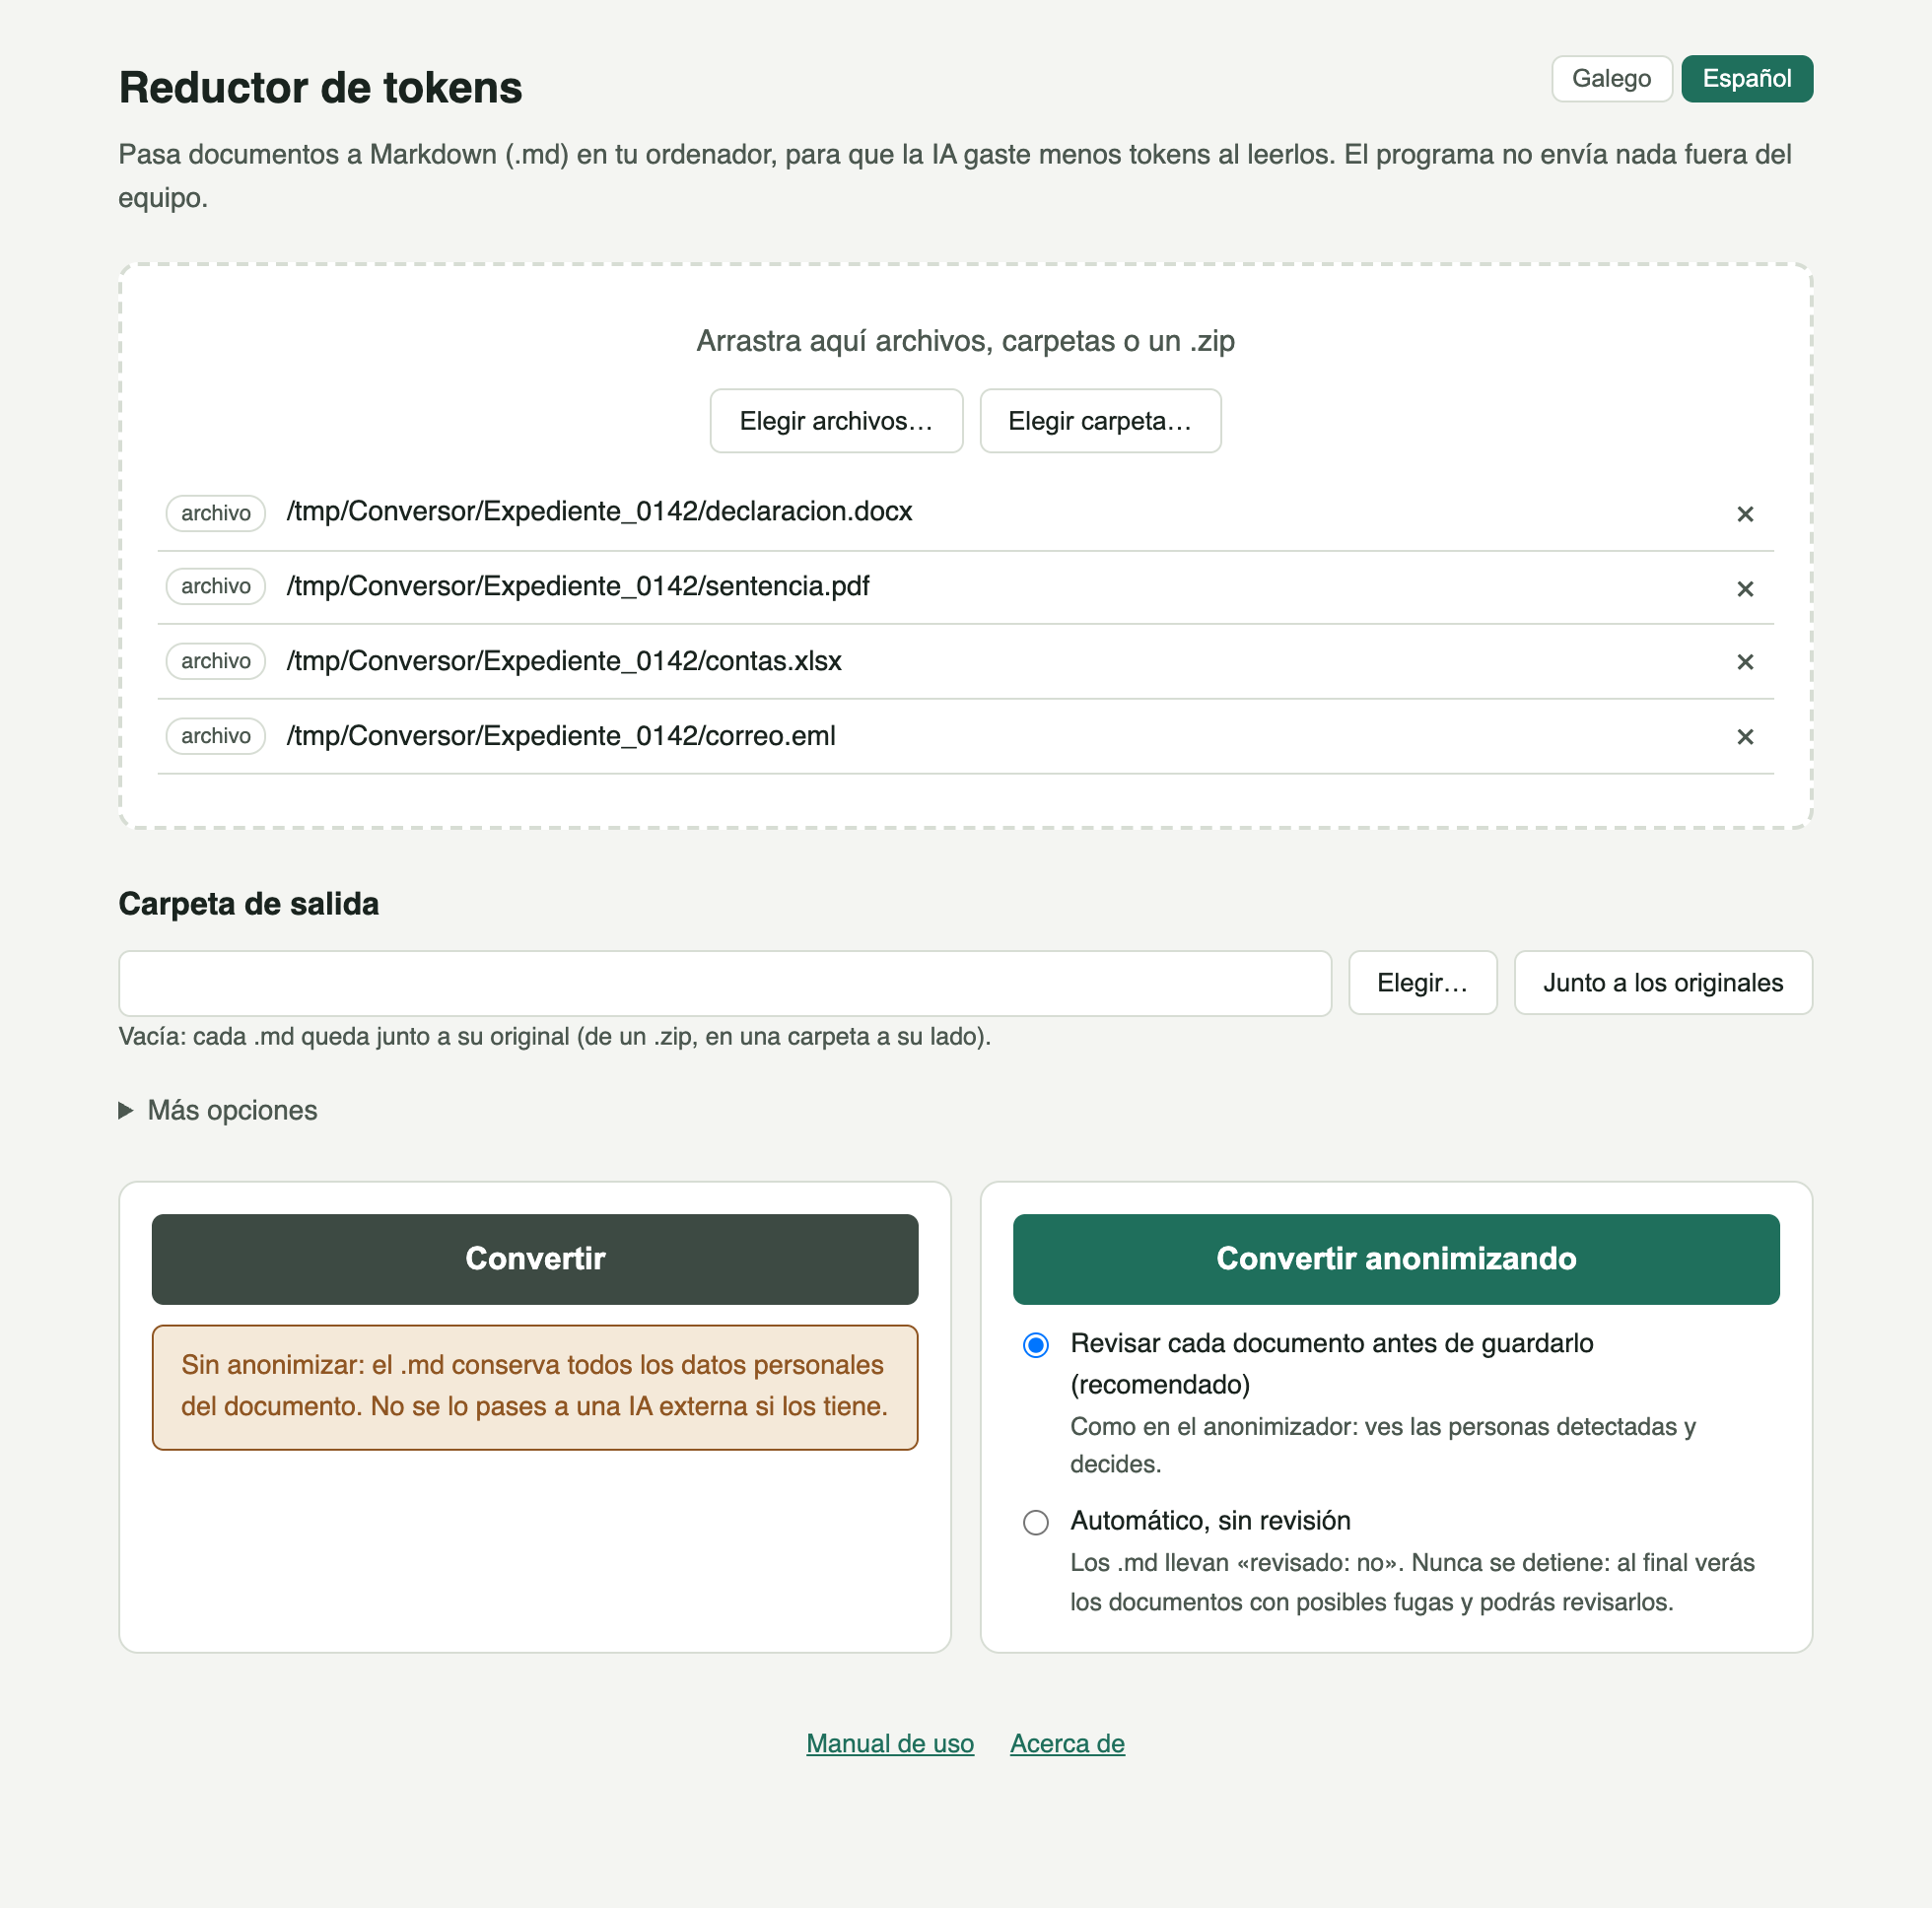 Reductor de tokens
Galego
Español
Pasa documentos a Markdown (.md) en tu ordenador, para que la IA gaste menos tokens al leerlos. El programa no envía nada fuera del
equipo.
Arrastra aquí archivos, carpetas o un .zip
Elegir archivos…
Elegir carpeta…
archivo /tmp/Conversor/Expediente_0142/declaracion.docx ×
archivo /tmp/Conversor/Expediente_0142/sentencia.pdf ×
archivo /tmp/Conversor/Expediente_0142/contas.xlsx ×
archivo /tmp/Conversor/Expediente_0142/correo.eml ×
Carpeta de salida
Elegir…
Junto a los originales
Vacía: cada .md queda junto a su original (de un .zip, en una carpeta a su lado).
Más opciones
Convertir
Sin anonimizar: el .md conserva todos los datos personales
del documento. No se lo pases a una IA externa si los tiene.
Convertir anonimizando
Revisar cada documento antes de guardarlo
(recomendado)
Como en el anonimizador: ves las personas detectadas y
decides.
Automático, sin revisión
Los .md llevan «revisado: no». Nunca se detiene: al final verás
los documentos con posibles fugas y podrás revisarlos.
Manual de uso
Acerca de